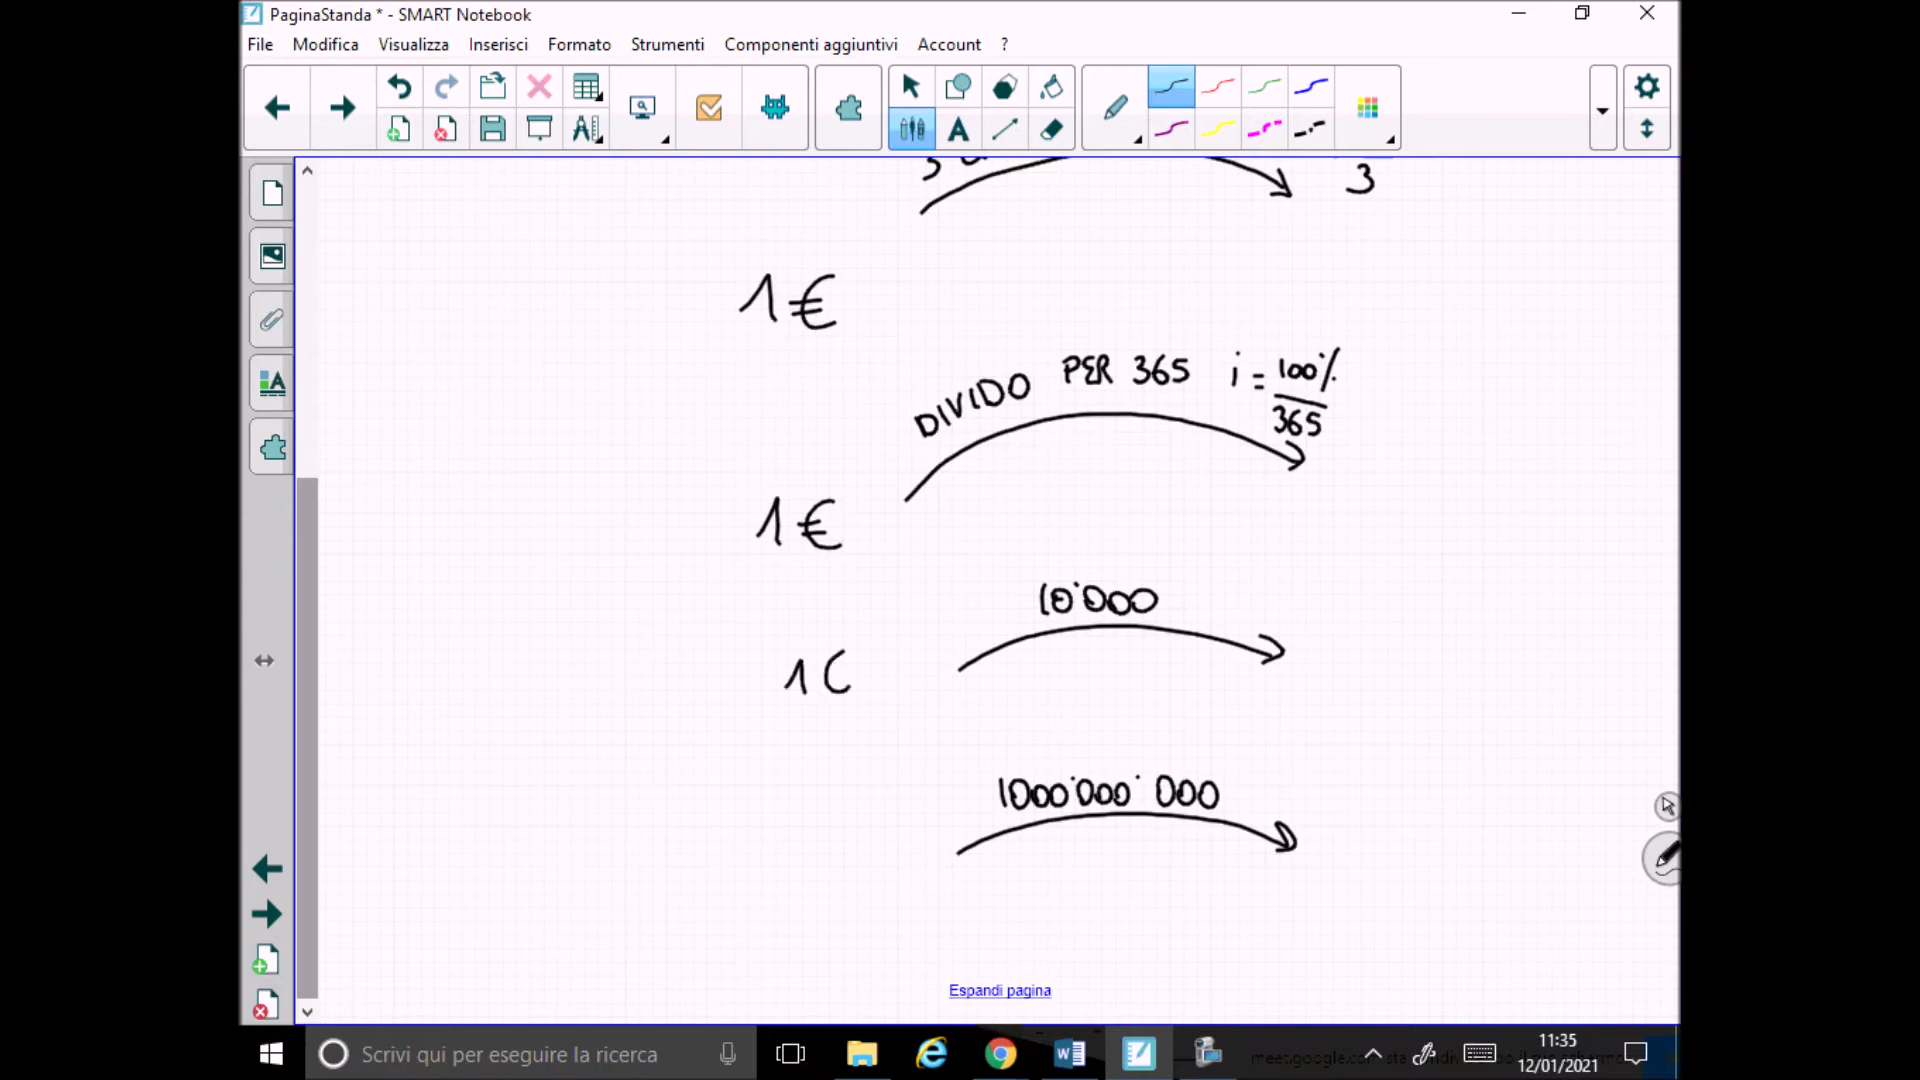 PaginaStanda * - SMART Notebook
File Modifica Visualizza Inserisci Formato Strumenti Componenti aggiuntivi Account ?
3
1€
DIVIDO PER 365 i = 100%
365
1€
10'000
1C
1000'000'000
Espandi pagina
Scrivi qui per eseguire la ricerca
11:35
12/01/2021